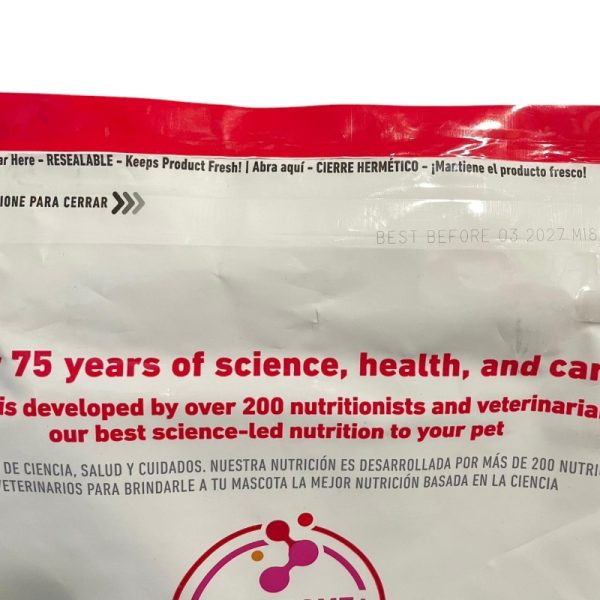 ar Here - RESEALABLE - Keeps Product Fresh! | Abra aquí - CIERRE HERMÉTICO - ¡Mantiene el producto fresco!
IONE PARA CERRAR
BEST BEFORE 03 2027 M18
75 years of science, health, and car
is developed by over 200 nutritionists and veterinaria
our best science-led nutrition to your pet
DE CIENCIA, SALUD Y CUIDADOS. NUESTRA NUTRICIÓN ES DESARROLLADA POR MÁS DE 200 NUTRI
VETERINARIOS PARA BRINDARLE A TU MASCOTA LA MEJOR NUTRICIÓN BASADA EN LA CIENCIA